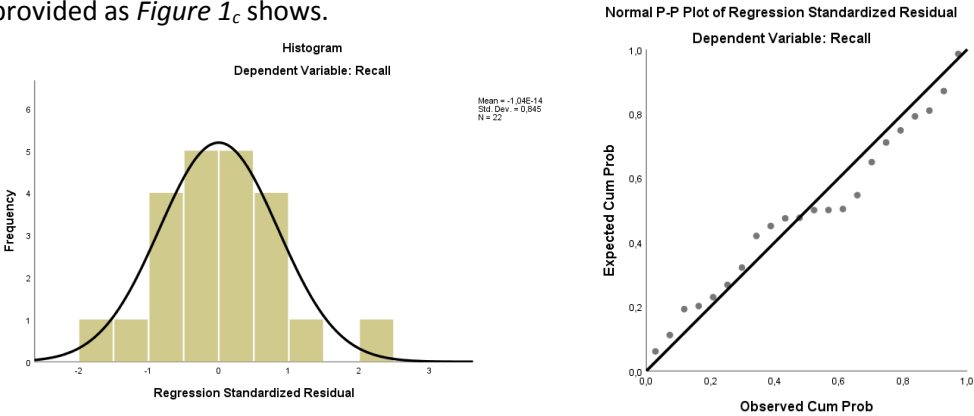 provided as Figure 1c shows.
Histogram
Dependent Variable: Recall
Mean = -1,04E-14
Std. Dev. = 0,845
N = 22
Frequency
6
5
4
3
2
1
0
-2 -1 0 1 2 3
Regression Standardized Residual
Normal P-P Plot of Regression Standardized Residual
Dependent Variable: Recall
Expected Cum Prob
1,0
0,8
0,6
0,4
0,2
0,0
0,0 0,2 0,4 0,6 0,8 1,0
Observed Cum Prob